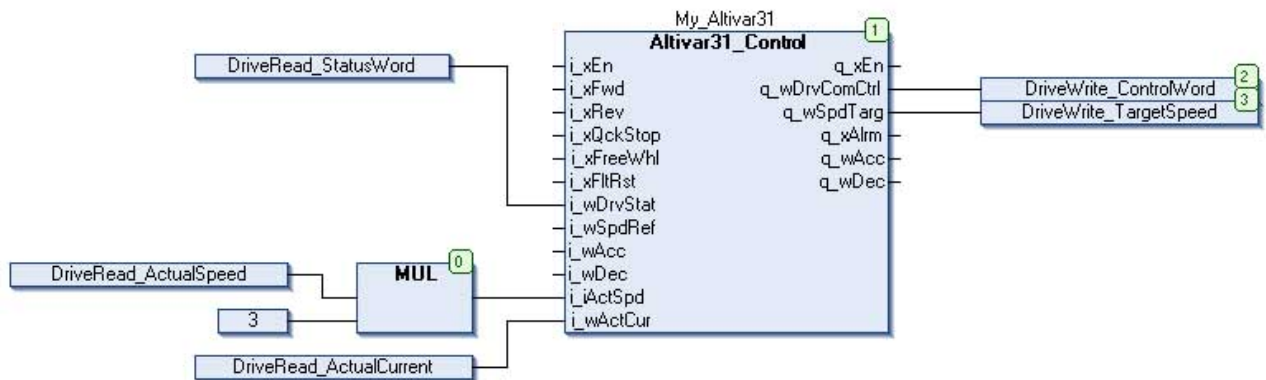 My_Altivar31
1
Altivar31_Control
DriveRead_StatusWord
i_xEn q_xEn
i_xFwd q_wDrvComCtrl
2
DriveWrite_ControlWord
i_xRev q_wSpdTarg
3
DriveWrite_TargetSpeed
i_xQckStop q_xAlrm
i_xFreeWhl q_wAcc
i_xFltRst q_wDec
i_wDrvStat
i_wSpdRef
i_wAcc
i_wDec
DriveRead_ActualSpeed
MUL 0
i_iActSpd
3
i_wActCur
DriveRead_ActualCurrent